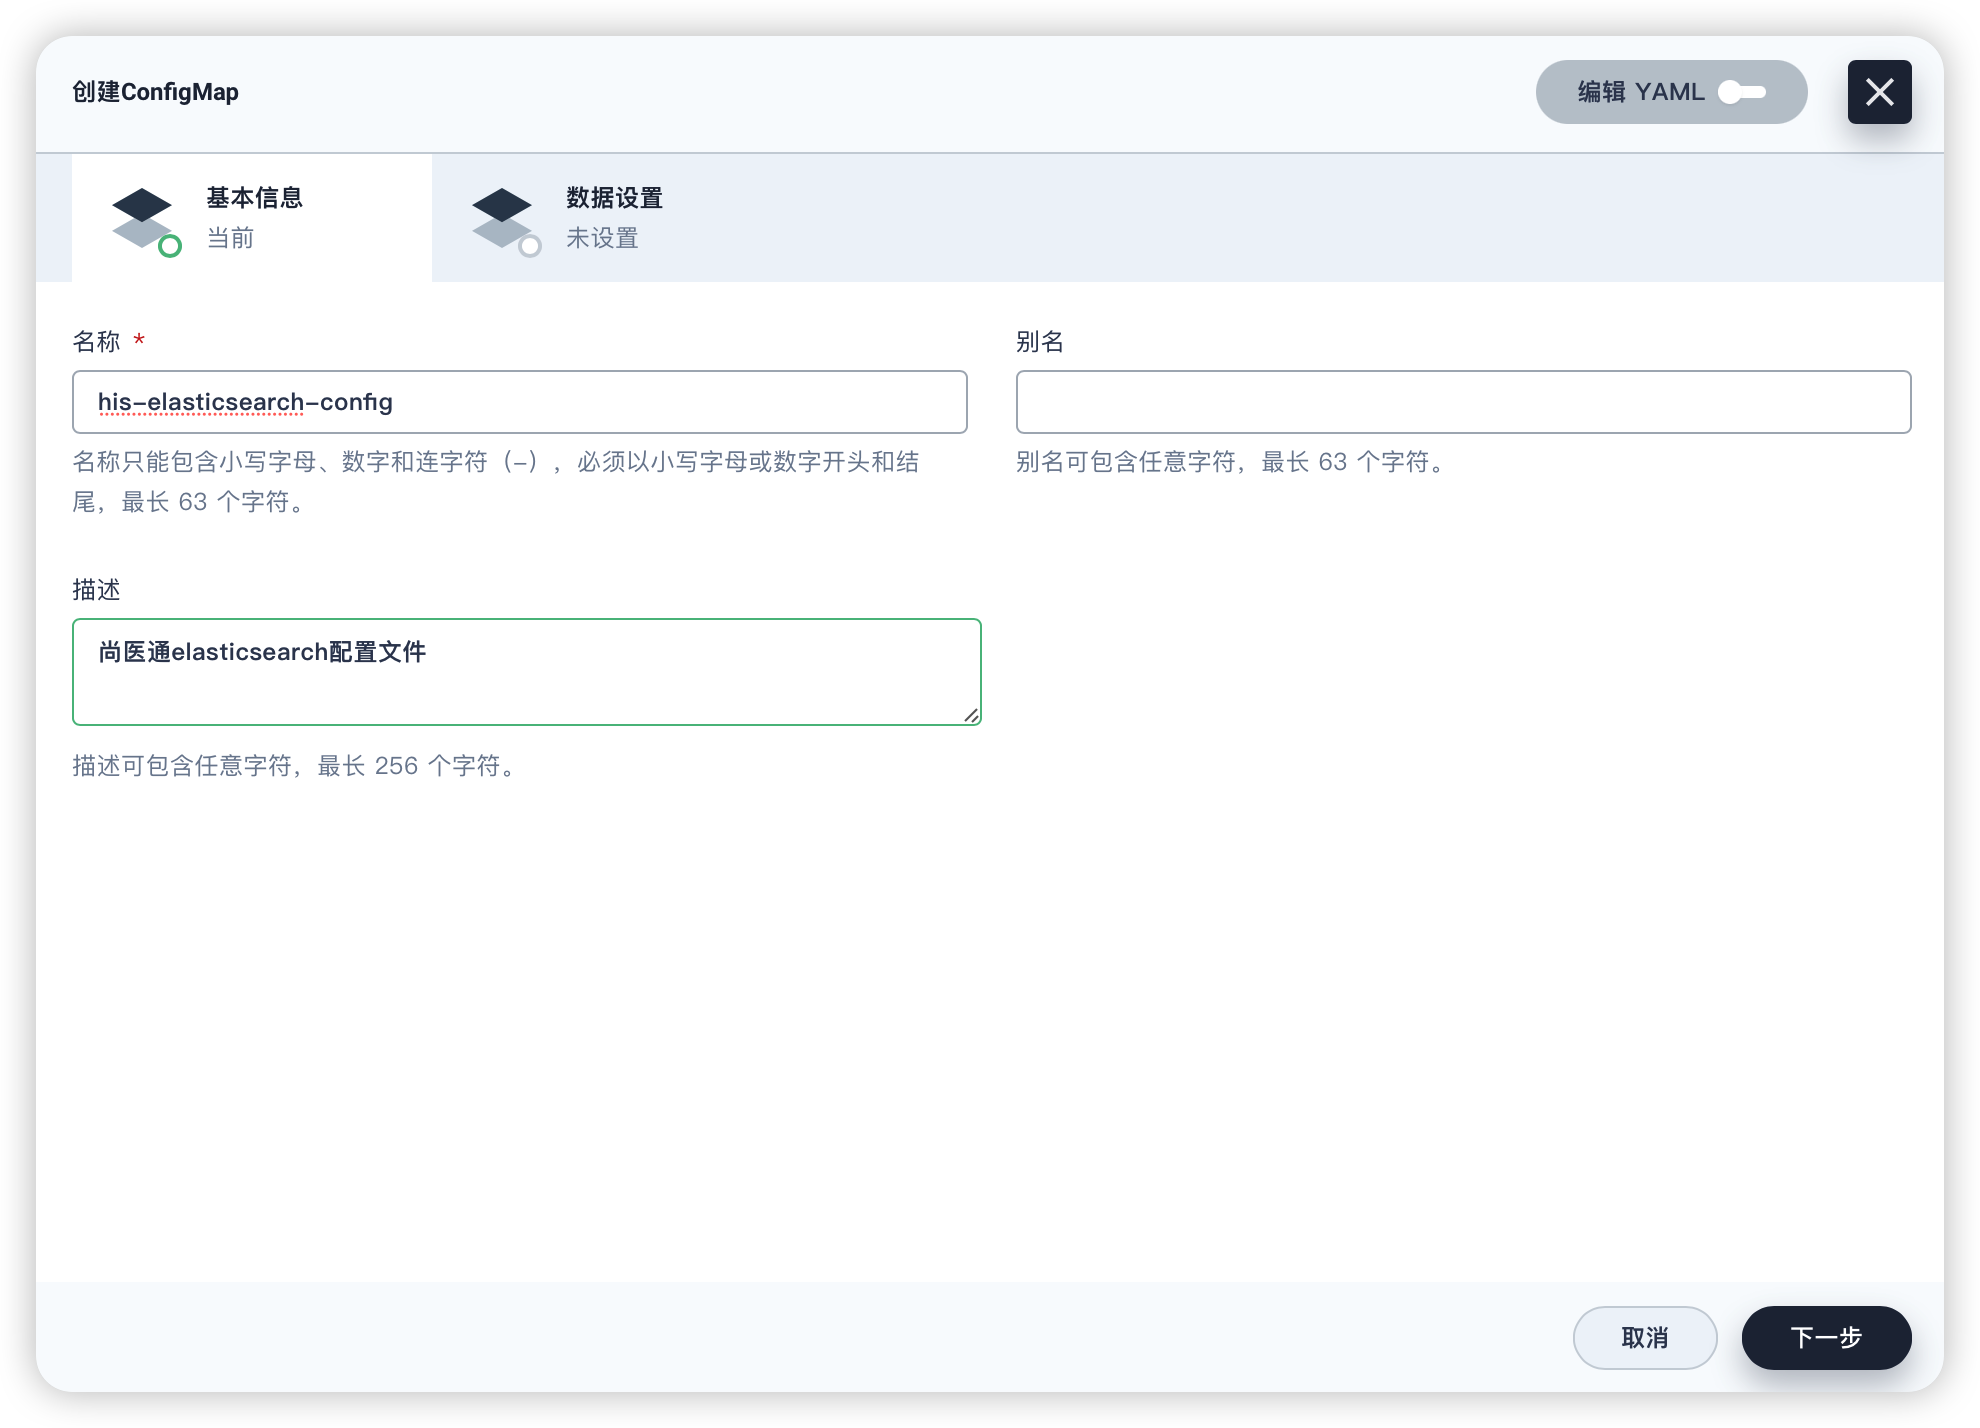 创建ConfigMap
编辑 YAML
基本信息
当前
数据设置
未设置
名称 *
his-elasticsearch-config
名称只能包含小写字母、数字和连字符（-），必须以小写字母或数字开头和结
尾，最长 63 个字符。
别名
别名可包含任意字符，最长 63 个字符。
描述
尚医通elasticsearch配置文件
描述可包含任意字符，最长 256 个字符。
取消
下一步